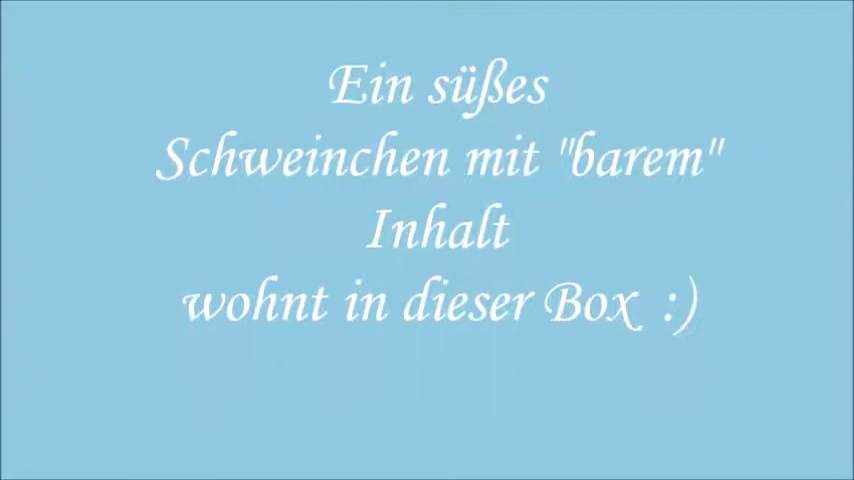 Ein süßes
Schweinchen mit "barem"
Inhalt
wohnt in dieser Box :)